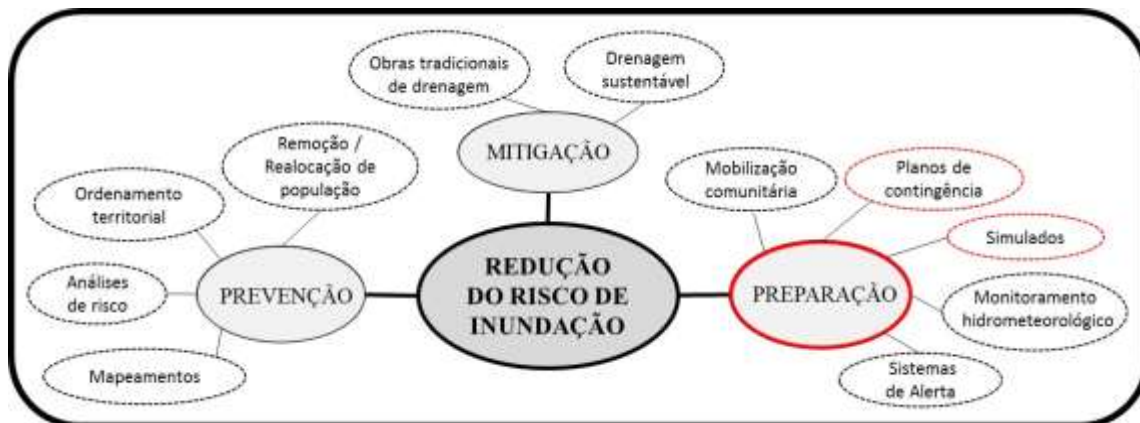 Obras tradicionais
de drenagem
Drenagem
sustentável
MITIGAÇÃO
Remoção /
Realocação de
população
Ordenamento
territorial
Análises
de risco
Mapeamentos
PREVENÇÃO
REDUÇÃO
DO RISCO DE
INUNDAÇÃO
PREPARAÇÃO
Mobilização
comunitária
Planos de
contingência
Simulados
Monitoramento
hidrometeorológico
Sistemas
de Alerta